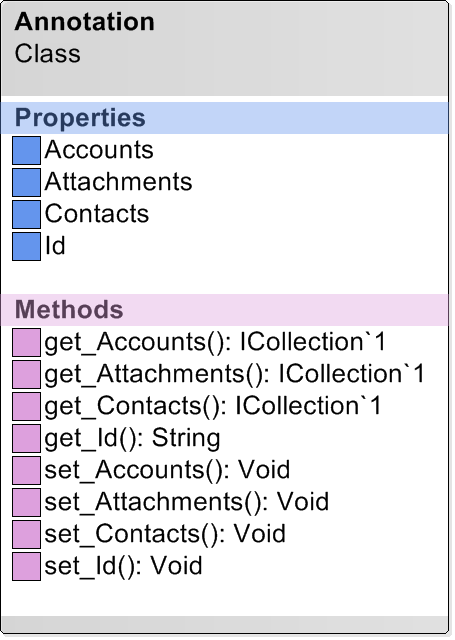 Annotation
Class
Properties
Accounts
Attachments
Contacts
Id
Methods
get_Accounts(): ICollection`1
get_Attachments(): ICollection`1
get_Contacts(): ICollection`1
get_Id(): String
set_Accounts(): Void
set_Attachments(): Void
set_Contacts(): Void
set_Id(): Void